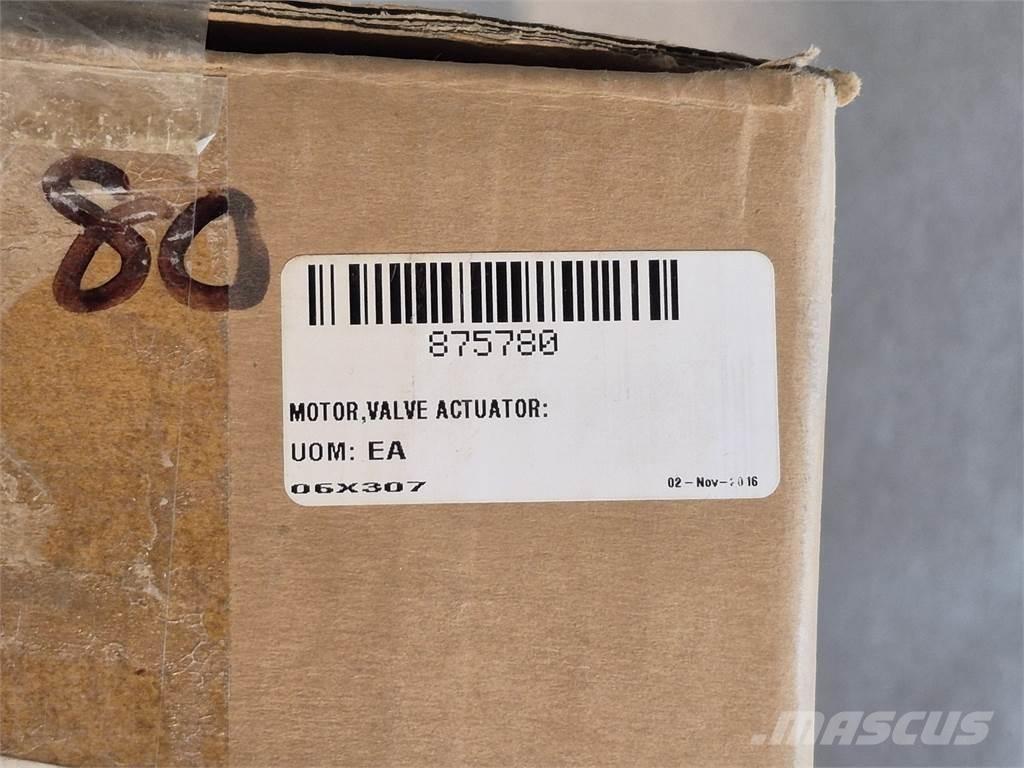 80
875780
MOTOR,VALVE ACTUATOR:
UOM: EA
06X307
02-Nov-2016
MASCUS